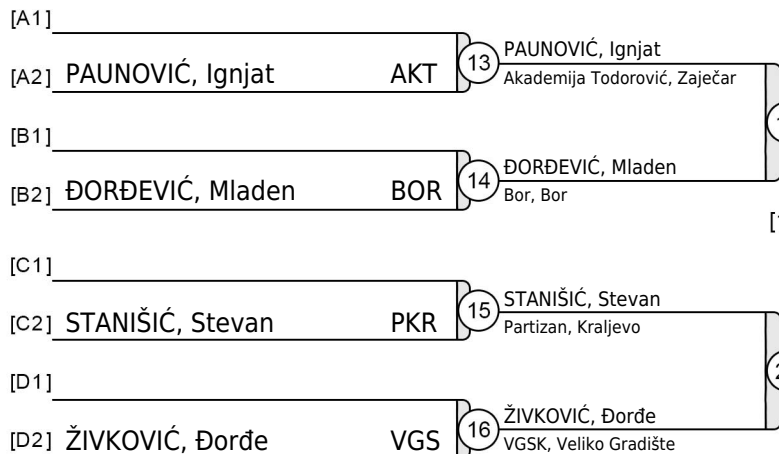 [A1]
[A2] PAUNOVIĆ, Ignjat AKT
13
PAUNOVIĆ, Ignjat
Akademija Todorović, Zaječar
[B1]
[B2] ĐORĐEVIĆ, Mladen BOR
14
ĐORĐEVIĆ, Mladen
Bor, Bor
[C1]
[C2] STANIŠIĆ, Stevan PKR
15
STANIŠIĆ, Stevan
Partizan, Kraljevo
[D1]
[D2] ŽIVKOVIĆ, Đorđe VGS
16
ŽIVKOVIĆ, Đorđe
VGSK, Veliko Gradište